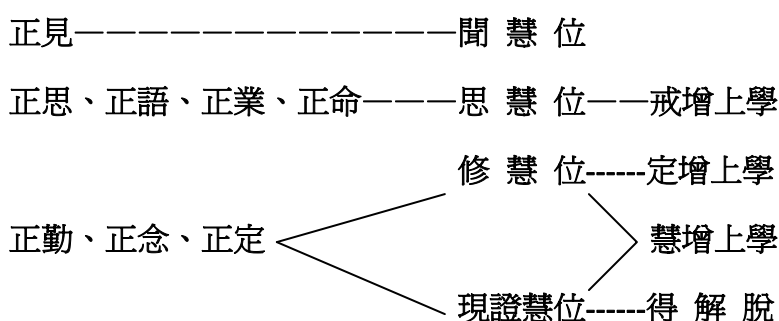 正見——————————————聞 慧 位
正思、正語、正業、正命———思 慧 位——戒增上學
修 慧 位------定增上學
正勤、正念、正定 慧增上學
現證慧位------得 解 脫